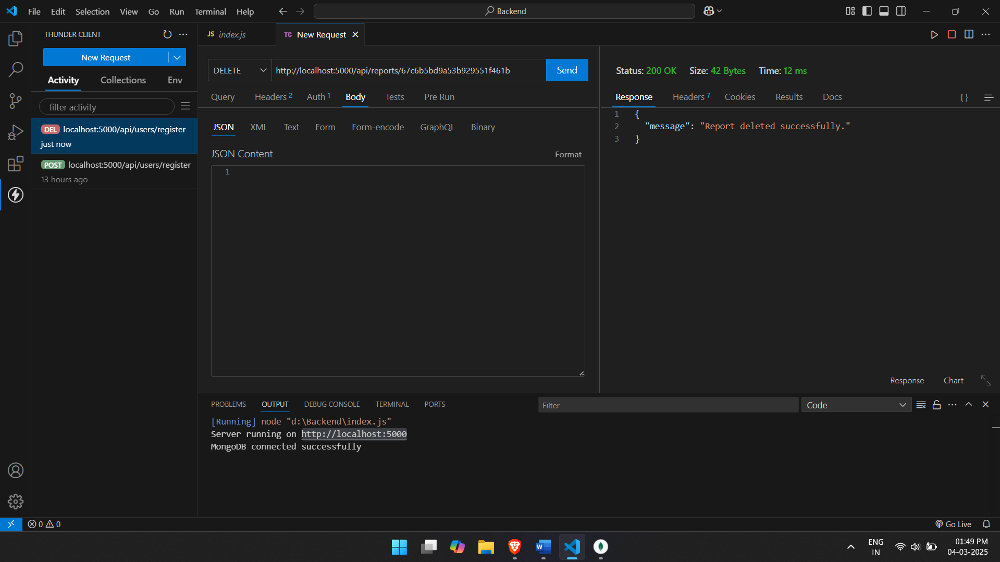 File Edit Selection View Go Run Terminal Help
Backend
THUNDER CLIENT
New Request
Activity Collections Env
filter activity
DEL localhost:5000/api/users/register
just now
POST localhost:5000/api/users/register
13 hours ago
JS index.js
TC New Request
DELETE http://localhost:5000/api/reports/67c6b5bd9a53b929551f461b Send
Query Headers 2 Auth 1 Body Tests Pre Run
JSON XML Text Form Form-encode GraphQL Binary
JSON Content Format
1
Status: 200 OK Size: 42 Bytes Time: 12 ms
Response Headers 7 Cookies Results Docs {}
1 {
2 "message": "Report deleted successfully."
3 }
Response Chart
PROBLEMS OUTPUT DEBUG CONSOLE TERMINAL PORTS Filter Code
[Running] node "d:\Backend\index.js"
Server running on http://localhost:5000
MongoDB connected successfully
0 0 Go Live
W
ENG
IN
01:49 PM
04-03-2025